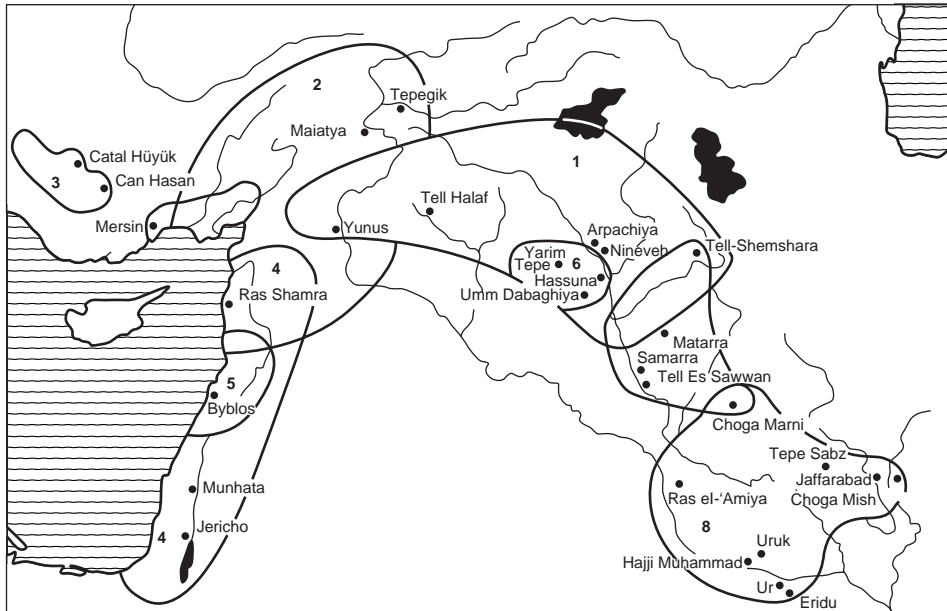 2
Tepegik
Maiatya
1
Catal Hüyük
3
Can Hasan
Tell Halaf
Mersin
Yunus
Arpachiya
Nineveh
Tell-Shemshara
Yarim
Tepe
6
Hassuna
Umm Dabaghiya
4
Ras Shamra
Matarra
Samarra
Tell Es Sawwan
5
Byblos
Choga Marni
Tepe Sabz
Jaffarabad
Choga Mish
Munhata
Ras el-‘Amiya
8
Jericho
4
Uruk
Hajji Muhammad
Ur
Eridu